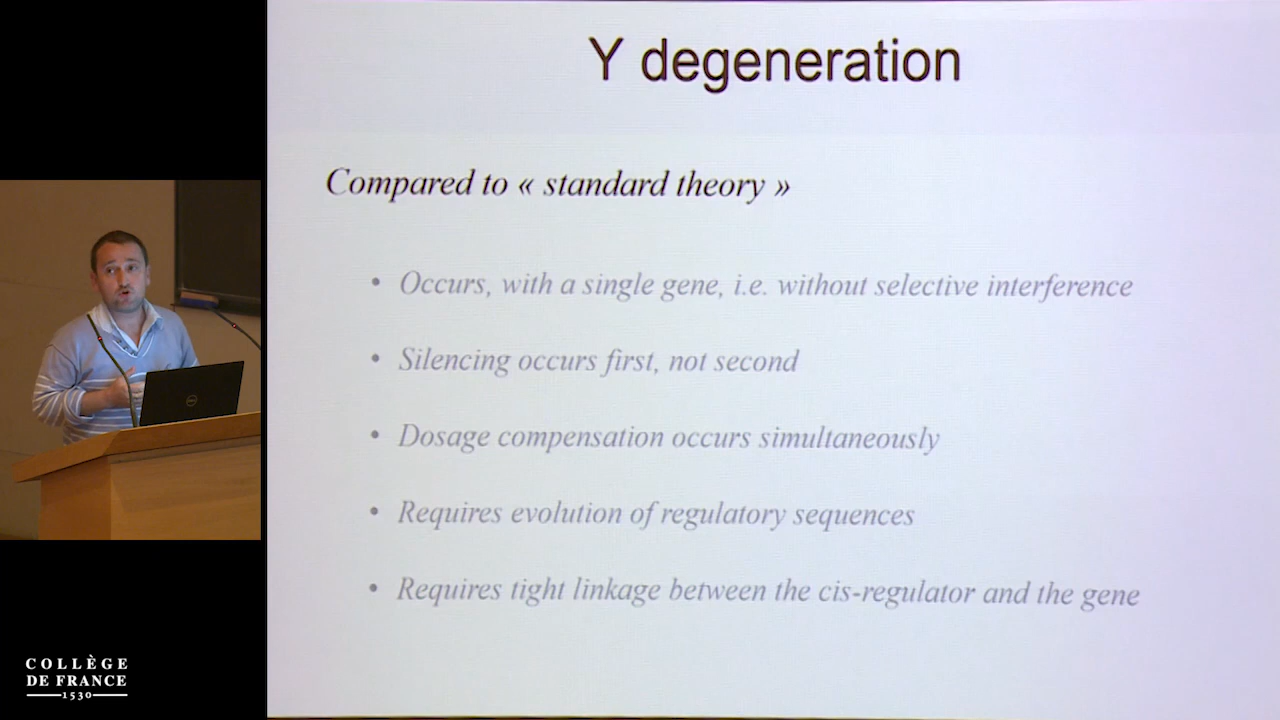 Y degeneration
Compared to « standard theory »
• Occurs, with a single gene, i.e. without selective interference
• Silencing occurs first, not second
• Dosage compensation occurs simultaneously
• Requires evolution of regulatory sequences
• Requires tight linkage between the cis-regulator and the gene
COLLÈGE
DE FRANCE
1530